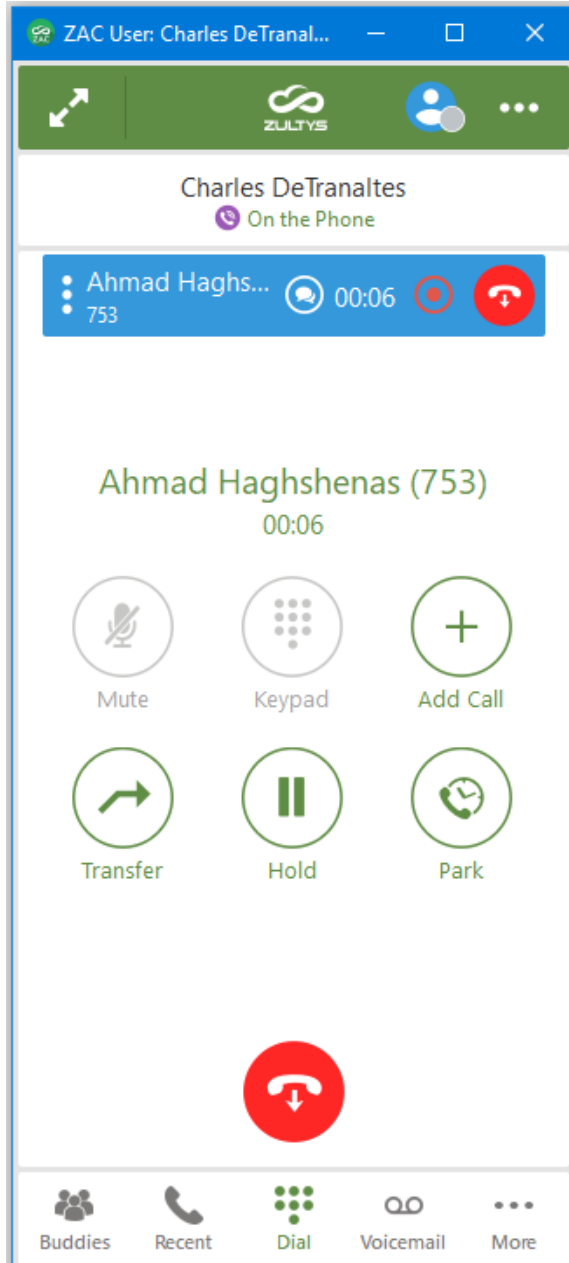 ZAC User: Charles DeTranal...
ZAC
ZULTYS
Charles DeTranaltes
On the Phone
Ahmad Haghs... 00:06
753
Ahmad Haghshenas (753)
00:06
Mute Keypad Add Call
Transfer Hold Park
Buddies Recent Dial Voicemail More